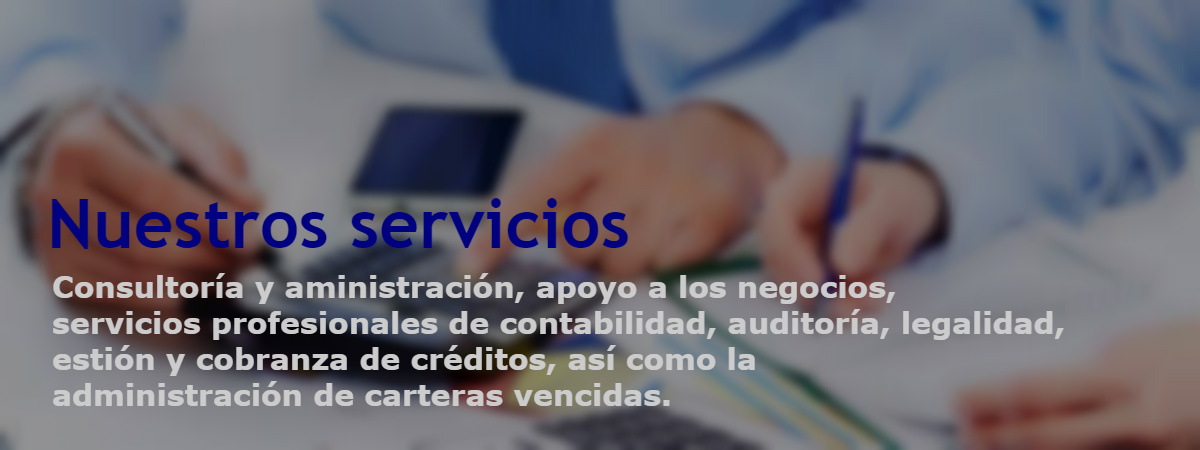 Nuestros servicios
Consultoría y aministración, apoyo a los negocios,
servicios profesionales de contabilidad, auditoría, legalidad,
estión y cobranza de créditos, así como la
administración de carteras vencidas.